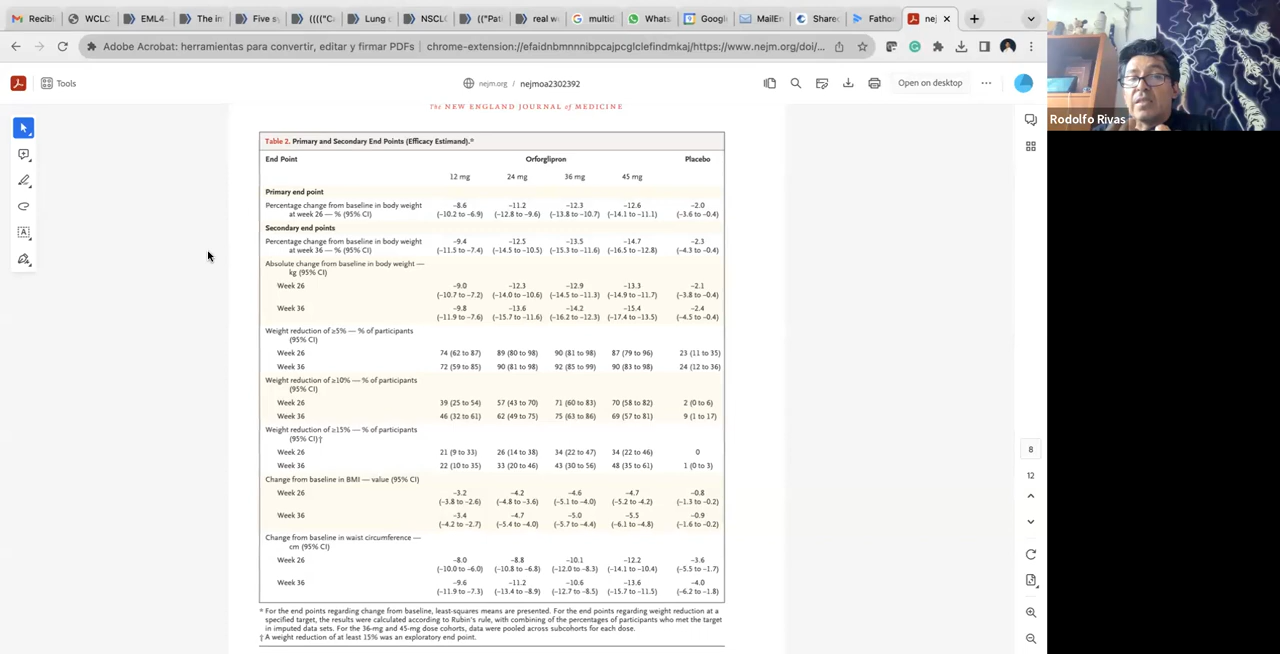 Recibi
WCLC
EML4-
The in
Five sy
(((("Ca
Lung c
NSCLC
(("Pat
real w
multid
Whats
Googl
MailEn
Share
Fathor
nej
Adobe Acrobat: herramientas para convertir, editar y firmar PDFs
chrome-extension://efaidnbmnnnibpcajpcglclefindmkaj/https://www.nejm.org/doi/...
Tools
nejm.org / nejmoa2302392
Open on desktop
Rodolfo Rivas
The NEW ENGLAND JOURNAL of MEDICINE
Table 2. Primary and Secondary End Points (Efficacy Estimand).*
End Point Orforglipron Placebo
12 mg 24 mg 36 mg 45 mg
Primary end point
Percentage change from baseline in body weight −8.6 −11.2 −12.3 −12.6 −2.0
at week 26 — % (95% CI) (−10.2 to −6.9) (−12.8 to −9.6) (−13.8 to −10.7) (−14.1 to −11.1) (−3.6 to −0.4)
Secondary end points
Percentage change from baseline in body weight −9.4 −12.5 −13.5 −14.7 −2.3
at week 36 — % (95% CI) (−11.5 to −7.4) (−14.5 to −10.5) (−15.3 to −11.6) (−16.5 to −12.8) (−4.3 to −0.4)
Absolute change from baseline in body weight —
kg (95% CI)
Week 26 −9.0 −12.3 −12.9 −13.3 −2.1
(−10.7 to −7.2) (−14.0 to −10.6) (−14.5 to −11.3) (−14.9 to −11.7) (−3.8 to −0.4)
Week 36 −9.8 −13.6 −14.2 −15.4 −2.4
(−11.9 to −7.6) (−15.7 to −11.6) (−16.2 to −12.3) (−17.4 to −13.5) (−4.5 to −0.4)
Weight reduction of ≥5% — % of participants
(95% CI)
Week 26 74 (62 to 87) 89 (80 to 98) 90 (81 to 98) 87 (79 to 96) 23 (11 to 35)
Week 36 72 (59 to 85) 90 (81 to 98) 92 (85 to 99) 90 (83 to 98) 24 (12 to 36)
Weight reduction of ≥10% — % of participants
(95% CI)
Week 26 39 (25 to 54) 57 (43 to 70) 71 (60 to 83) 70 (58 to 82) 2 (0 to 6)
Week 36 46 (32 to 61) 62 (49 to 75) 75 (63 to 86) 69 (57 to 81) 9 (1 to 17)
Weight reduction of ≥15% — % of participants
(95% CI)†
Week 26 21 (9 to 33) 26 (14 to 38) 34 (22 to 47) 34 (22 to 46) 0
Week 36 22 (10 to 35) 33 (20 to 46) 43 (30 to 56) 48 (35 to 61) 1 (0 to 3)
Change from baseline in BMI — value (95% CI)
Week 26 −3.2 −4.2 −4.6 −4.7 −0.8
(−3.8 to −2.6) (−4.8 to −3.6) (−5.1 to −4.0) (−5.2 to −4.2) (−1.3 to −0.2)
Week 36 −3.4 −4.7 −5.0 −5.5 −0.9
(−4.2 to −2.7) (−5.4 to −4.0) (−5.7 to −4.4) (−6.1 to −4.8) (−1.6 to −0.2)
Change from baseline in waist circumference —
cm (95% CI)
Week 26 −8.0 −8.8 −10.1 −12.2 −3.6
(−10.0 to −6.0) (−10.8 to −6.8) (−12.0 to −8.3) (−14.1 to −10.4) (−5.5 to −1.7)
Week 36 −9.6 −11.2 −10.6 −13.6 −4.0
(−11.9 to −7.3) (−13.4 to −8.9) (−12.7 to −8.5) (−15.7 to −11.5) (−6.2 to −1.8)
8
12
* For the end points regarding change from baseline, least-squares means are presented. For the end points regarding weight reduction at a
specified target, the results were calculated according to Rubin's rule, with combining of the percentages of participants who met the target
in imputed data sets. For the 36-mg and 45-mg dose cohorts, data were pooled across subcohorts for each dose.
† A weight reduction of at least 15% was an exploratory end point.